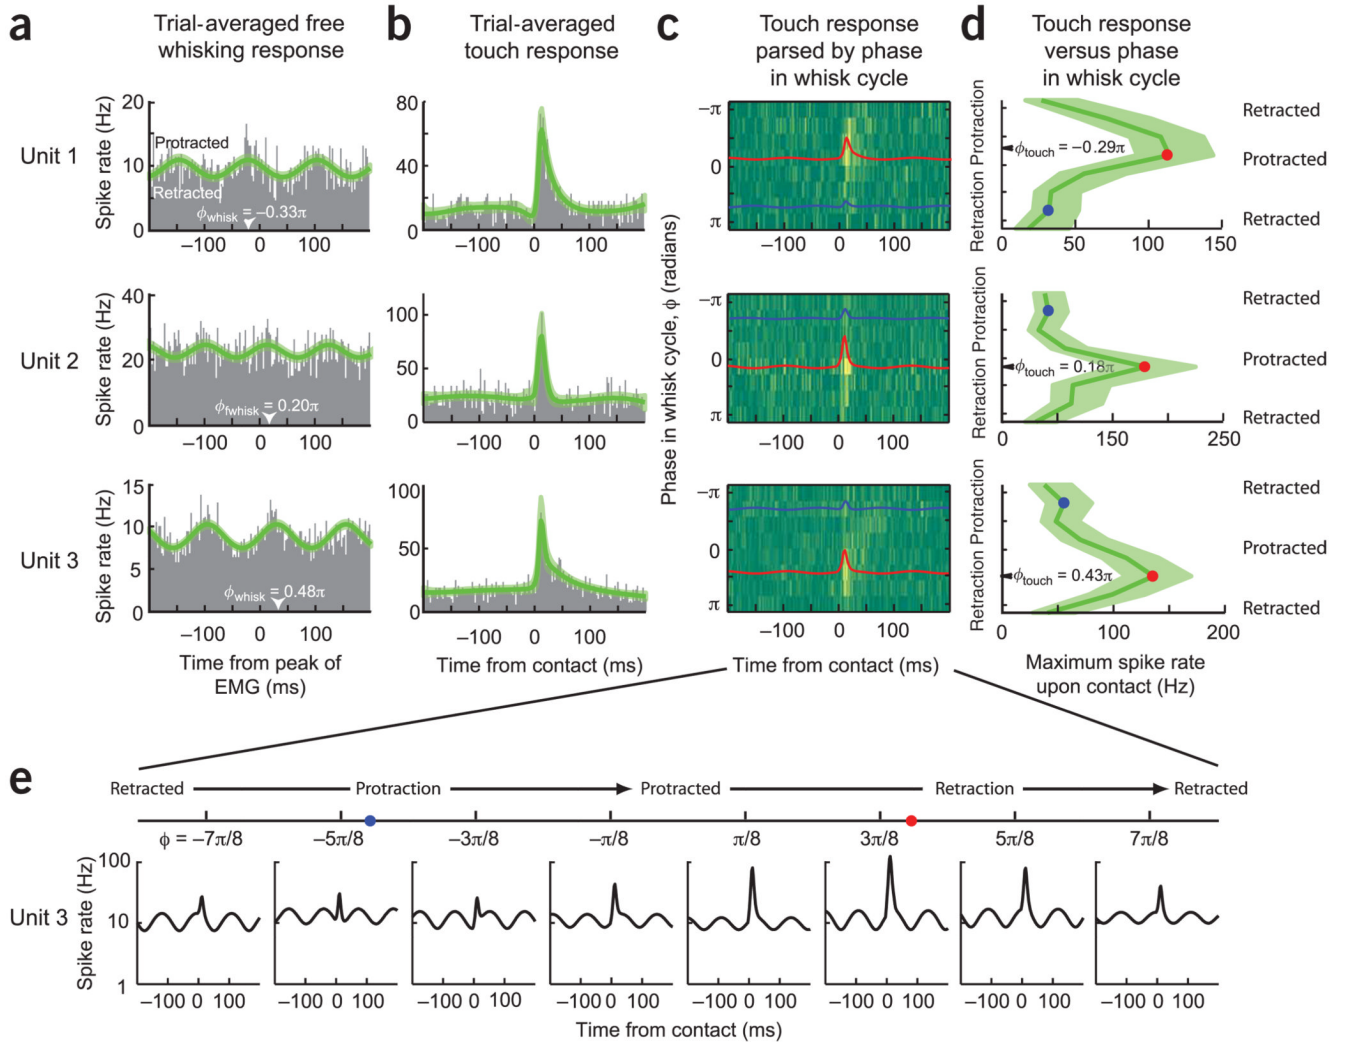 a
Trial-averaged free
whisking response
b
Trial-averaged
touch response
c
Touch response
parsed by phase
in whisk cycle
d
Touch response
versus phase
in whisk cycle
Unit 1
Spike rate (Hz)
20
15
10
5
0
Protracted
Retracted
ϕwhisk = –0.33π
–100 0 100
80
60
40
20
0
–100 0 100
–π
0
π
–100 0 100
Retraction Protraction
ϕtouch = –0.29π
Retracted
Protracted
Retracted
0 50 100 150
Unit 2
Spike rate (Hz)
40
20
0
ϕfwhisk = 0.20π
–100 0 100
100
50
0
–100 0 100
Phase in whisk cycle, ϕ (radians)
–π
0
π
–100 0 100
Retraction Protraction
ϕtouch = 0.18π
Retracted
Protracted
Retracted
0 150 250
Unit 3
Spike rate (Hz)
15
10
5
0
ϕwhisk = 0.48π
–100 0 100
Time from peak of
EMG (ms)
100
50
0
–100 0 100
Time from contact (ms)
–π
0
π
–100 0 100
Time from contact (ms)
Retraction Protraction
ϕtouch = 0.43π
Retracted
Protracted
Retracted
0 100 200
Maximum spike rate
upon contact (Hz)
e
Retracted Protraction Protracted Retraction Retracted
ϕ = –7π/8 –5π/8 –3π/8 –π/8 π/8 3π/8 5π/8 7π/8
Unit 3
Spike rate (Hz)
100
10
1
–100 0 100 –100 0 100 –100 0 100 –100 0 100 –100 0 100 –100 0 100 –100 0 100 –100 0 100
Time from contact (ms)